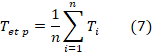 T_{et p} = \frac{1}{n} \sum_{i=1}^{n} T_i (7)